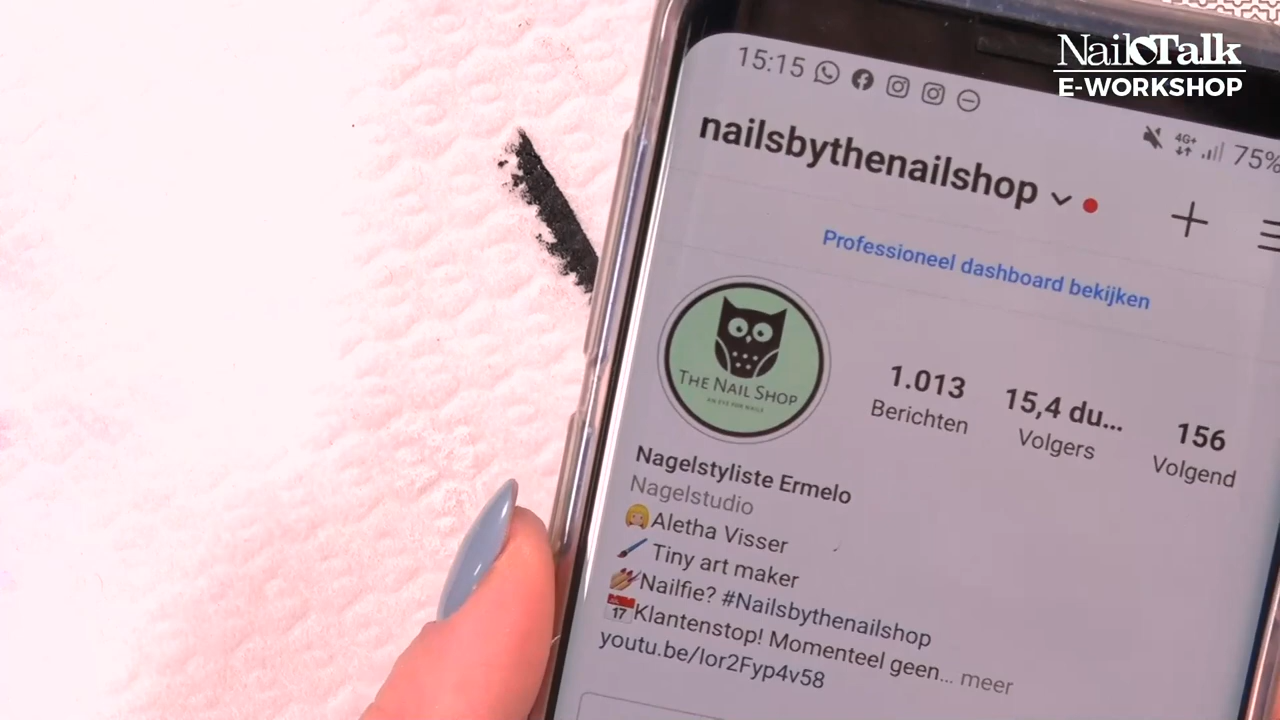 Nail Talk
E-WORKSHOP
15:15
4G+
75%
nailsbythenailshop
Professioneel dashboard bekijken
THE NAIL SHOP
AN EYE FOR NAILS
1.013
Berichten
15,4 du...
Volgers
156
Volgend
Nagelstyliste Ermelo
Nagelstudio
Aletha Visser
Tiny art maker
Nailfie? #Nailsbythenailshop
17 Klantenstop! Momenteel geen... meer
youtu.be/lor2Fyp4v58